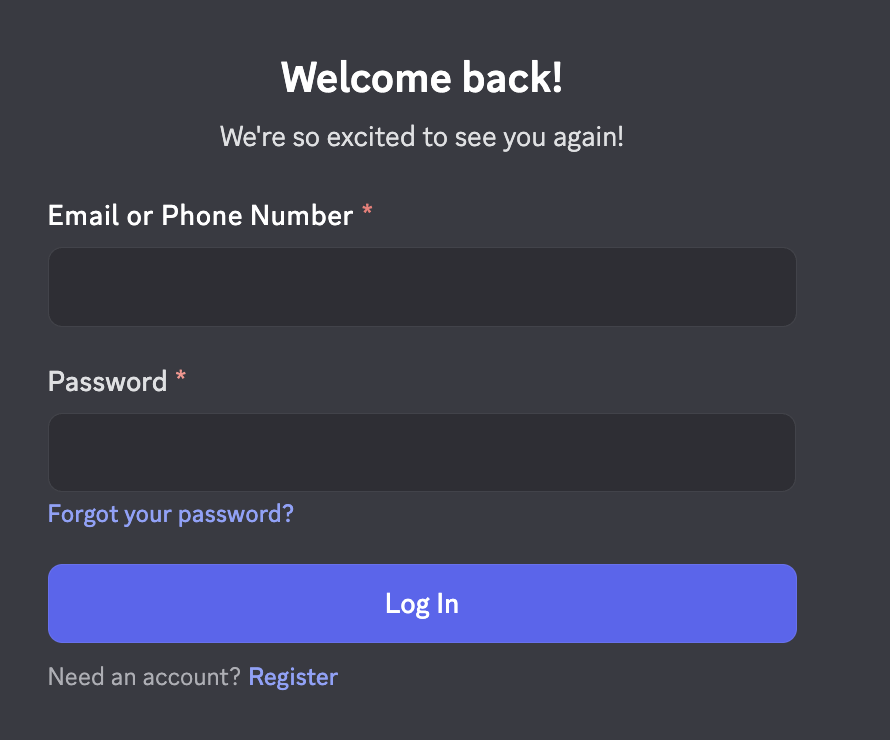 Welcome back!
We're so excited to see you again!
Email or Phone Number *
Password *
Forgot your password?
Log In
Need an account? Register